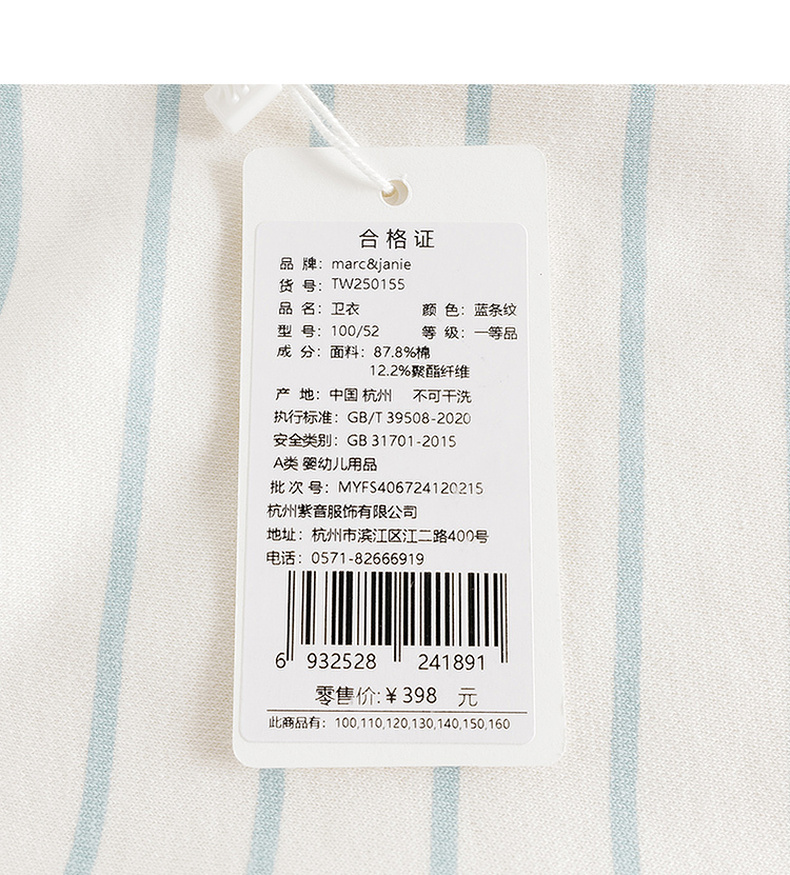 合格证
品 牌：marc&janie
货 号：TW250155
品 名：卫衣 颜 色：蓝条纹
型 号：100/52 等 级：一等品
成 分：面料：87.8%棉
12.2%聚酯纤维
产 地：中国 杭州 不可干洗
执行标准：GB/T 39508-2020
安全类别：GB 31701-2015
A类 婴幼儿用品
批 次 号：MYFS406724120215
杭州紫音服饰有限公司
地址：杭州市滨江区江二路400号
电话：0571-82666919
6 932528 241891
零售价:¥398 元
此商品有：100,110,120,130,140,150,160